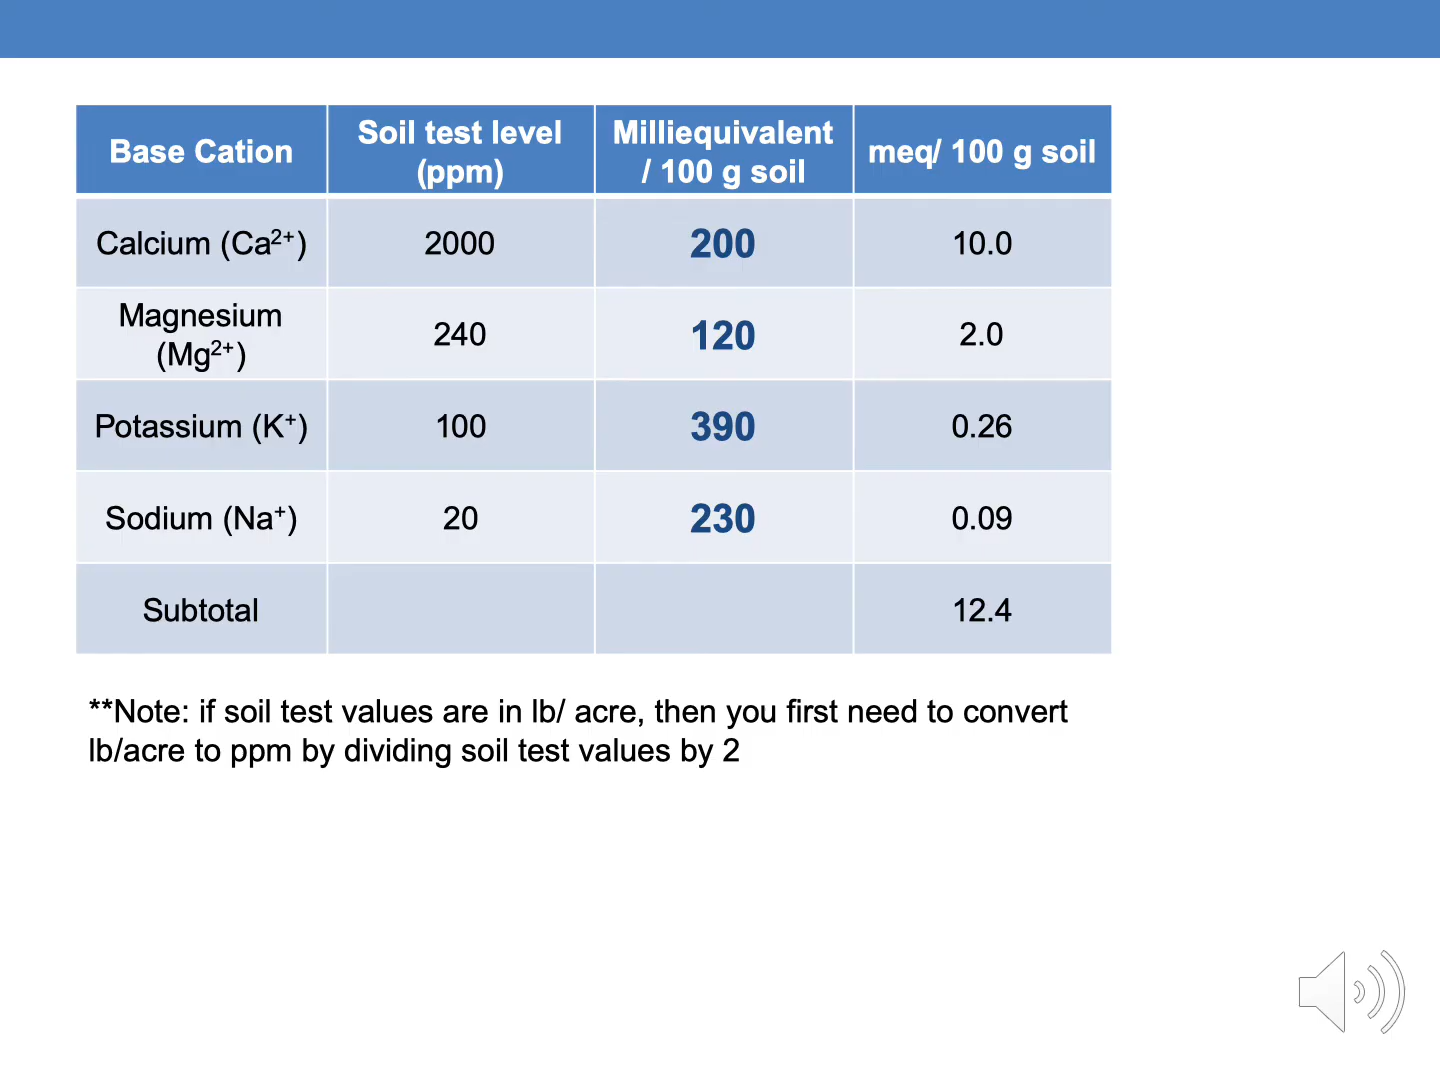 Base Cation
Soil test level
(ppm)
Milliequivalent
/ 100 g soil
meq/ 100 g soil
Calcium (Ca²⁺)
2000
200
10.0
Magnesium
(Mg²⁺)
240
120
2.0
Potassium (K⁺)
100
390
0.26
Sodium (Na⁺)
20
230
0.09
Subtotal
12.4
**Note: if soil test values are in lb/ acre, then you first need to convert
lb/acre to ppm by dividing soil test values by 2